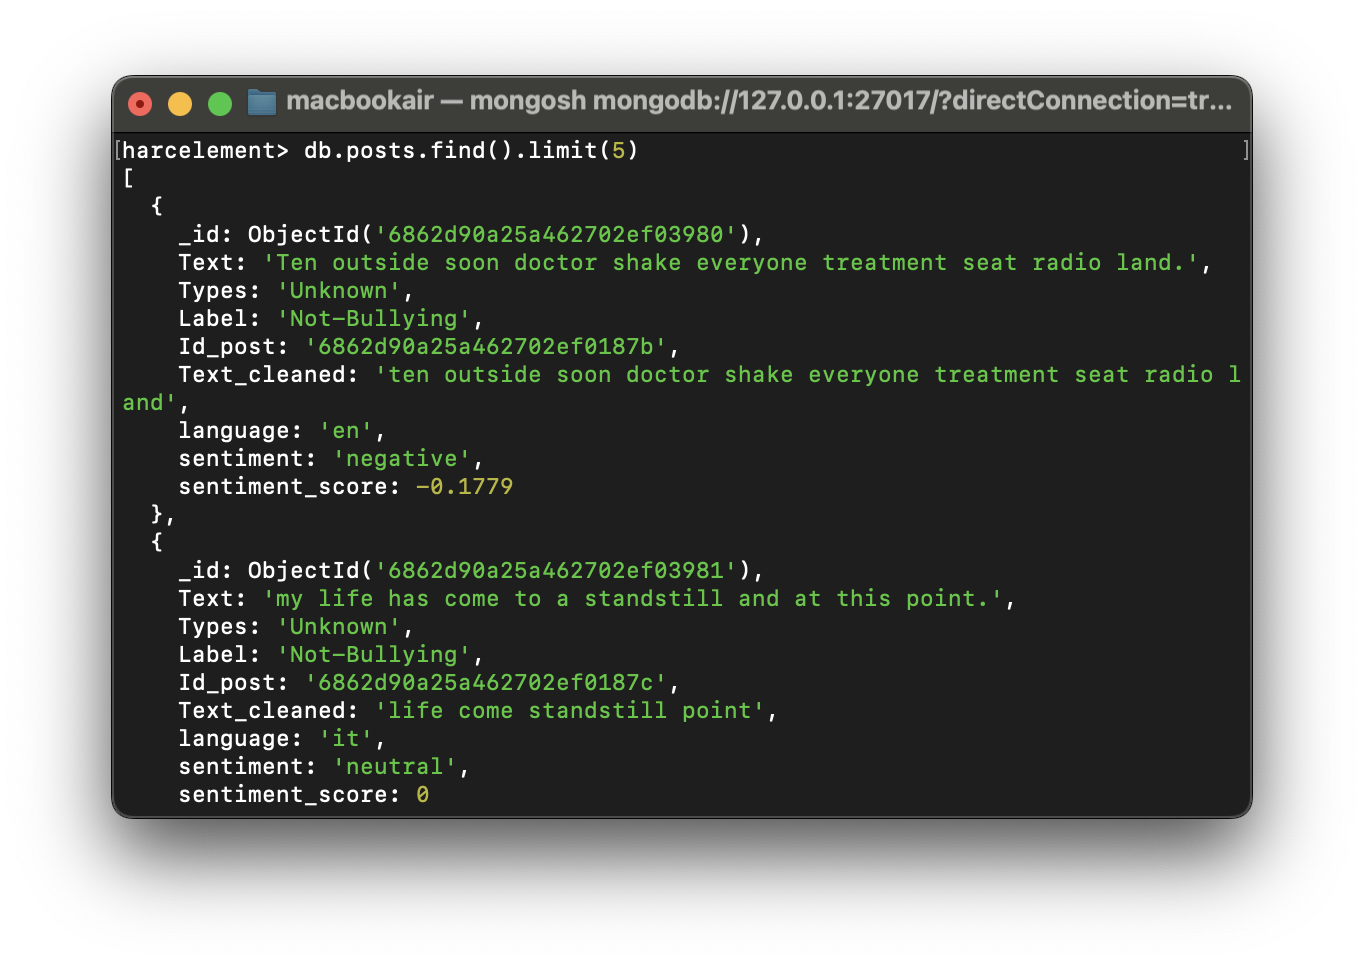 macbookair — mongosh mongodb://127.0.0.1:27017/?directConnection=tr...
[harcelement> db.posts.find().limit(5) ]
[
{
_id: ObjectId('6862d90a25a462702ef03980'),
Text: 'Ten outside soon doctor shake everyone treatment seat radio land.',
Types: 'Unknown',
Label: 'Not-Bullying',
Id_post: '6862d90a25a462702ef0187b',
Text_cleaned: 'ten outside soon doctor shake everyone treatment seat radio l
and',
language: 'en',
sentiment: 'negative',
sentiment_score: -0.1779
},
{
_id: ObjectId('6862d90a25a462702ef03981'),
Text: 'my life has come to a standstill and at this point.',
Types: 'Unknown',
Label: 'Not-Bullying',
Id_post: '6862d90a25a462702ef0187c',
Text_cleaned: 'life come standstill point',
language: 'it',
sentiment: 'neutral',
sentiment_score: 0